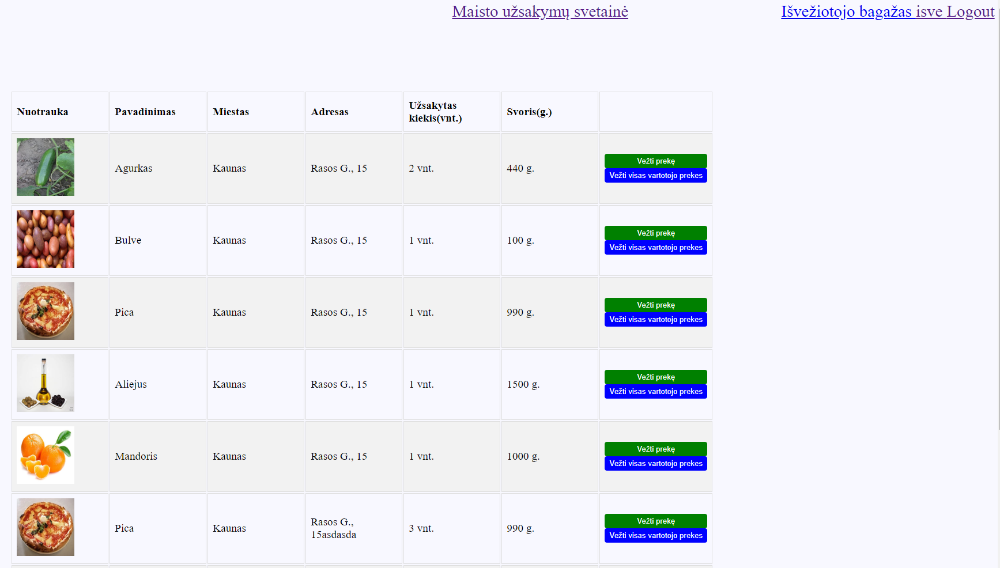 Maisto užsakymų svetainė
Išvežiotojo bagažas isve Logout
Nuotrauka Pavadinimas Miestas Adresas Užsakytas kiekis(vnt.) Svoris(g.)
Agurkas Kaunas Rasos G., 15 2 vnt. 440 g.
Vežti prekę
Vežti visas vartotojo prekes
Bulve Kaunas Rasos G., 15 1 vnt. 100 g.
Vežti prekę
Vežti visas vartotojo prekes
Pica Kaunas Rasos G., 15 1 vnt. 990 g.
Vežti prekę
Vežti visas vartotojo prekes
Aliejus Kaunas Rasos G., 15 1 vnt. 1500 g.
Vežti prekę
Vežti visas vartotojo prekes
Mandoris Kaunas Rasos G., 15 1 vnt. 1000 g.
Vežti prekę
Vežti visas vartotojo prekes
Pica Kaunas Rasos G., 15asdasda 3 vnt. 990 g.
Vežti prekę
Vežti visas vartotojo prekes